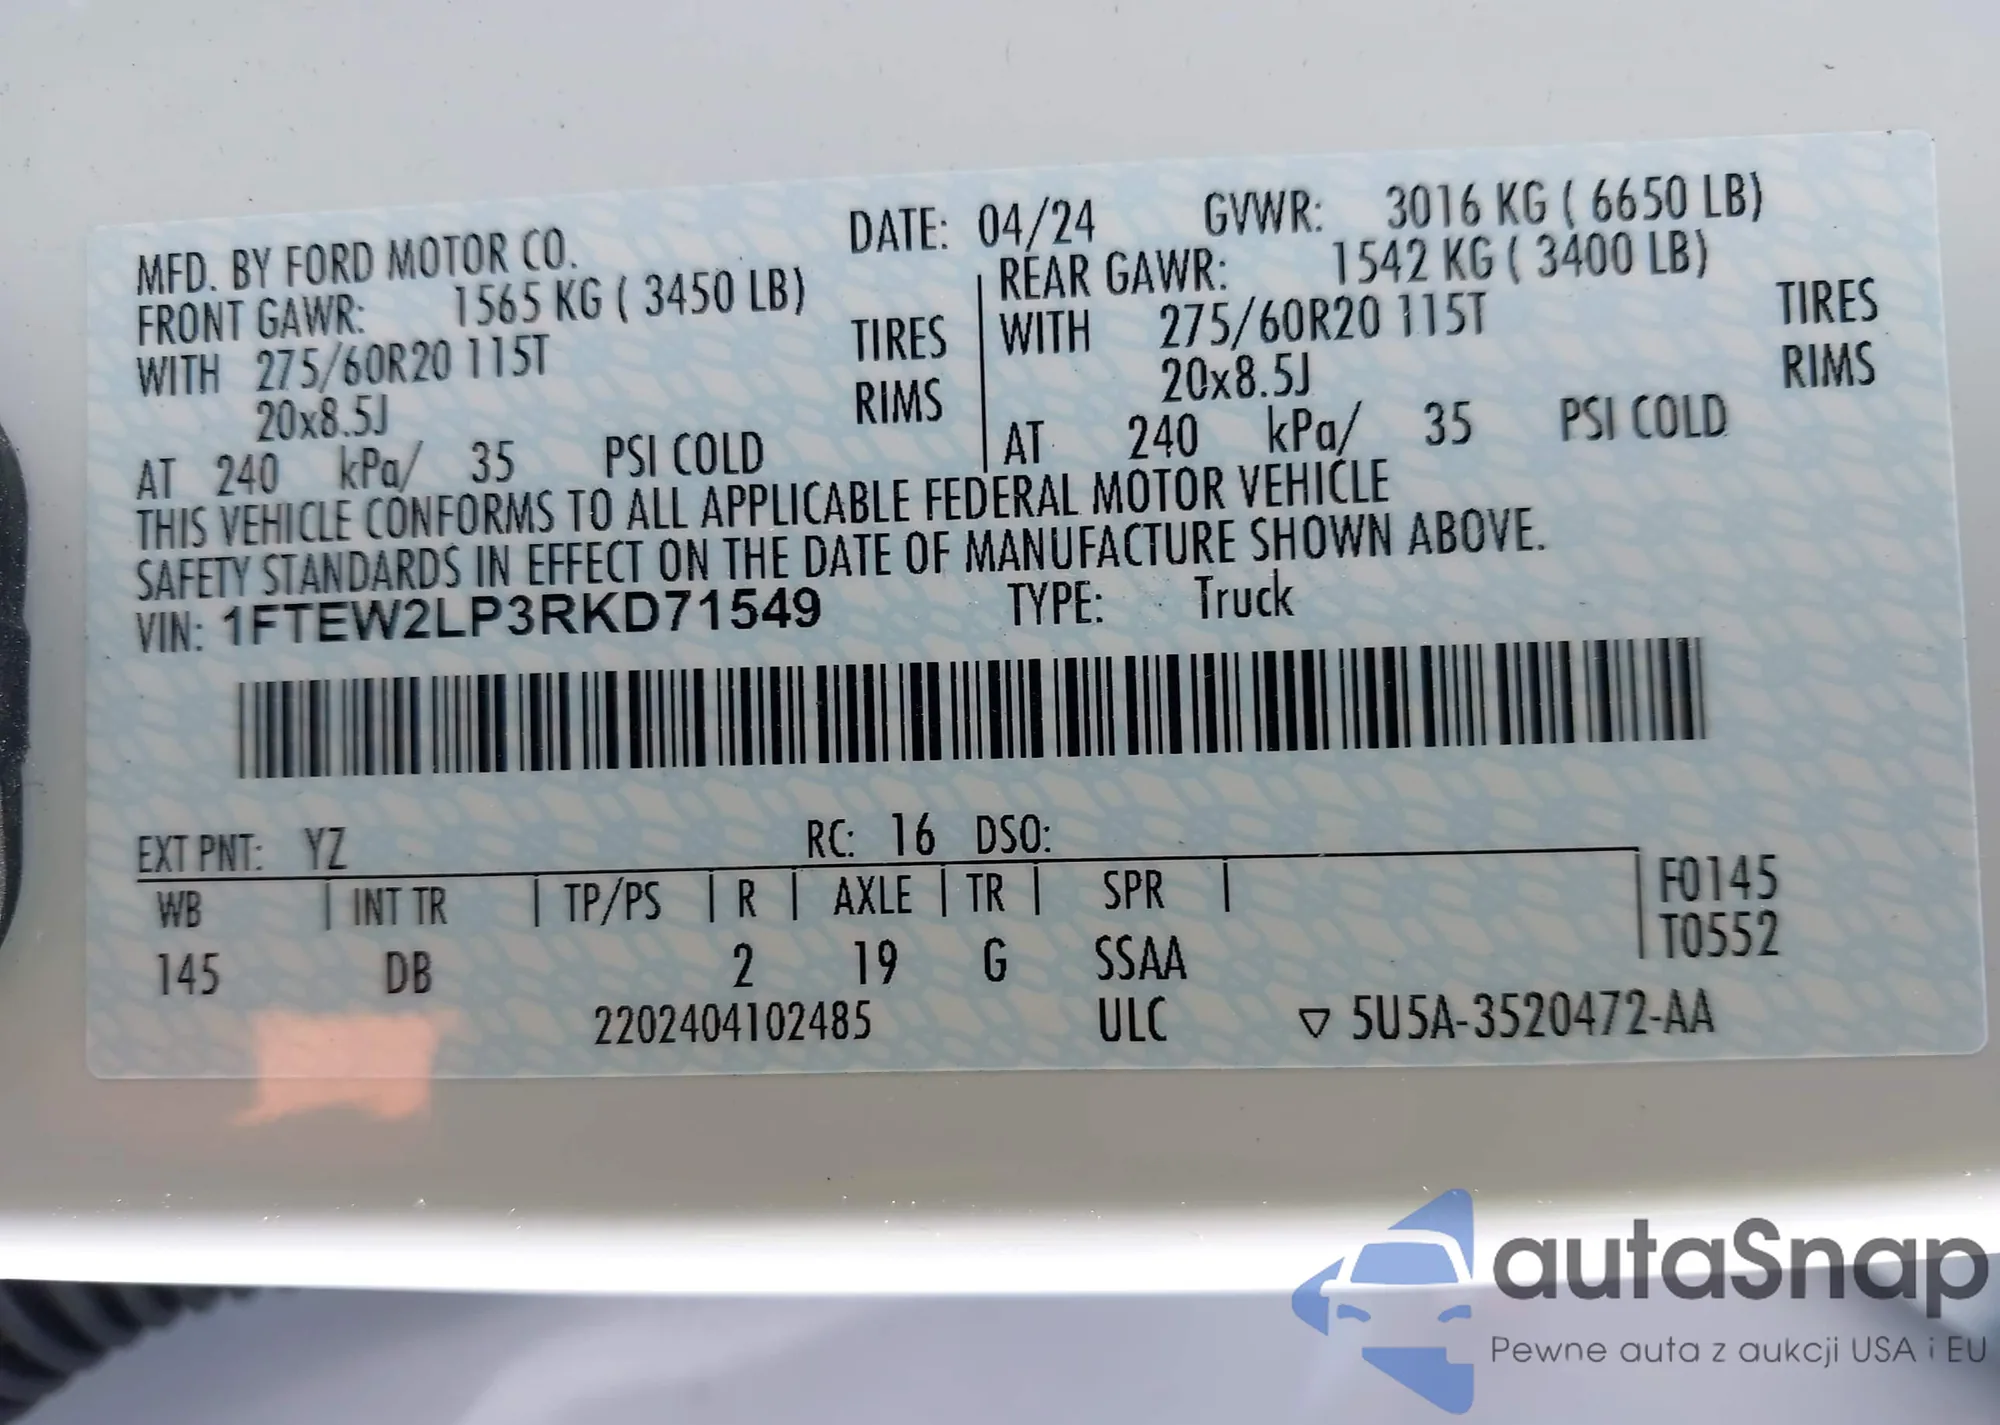 MFD. BY FORD MOTOR CO. DATE: 04/24 GVWR: 3016 KG ( 6650 LB)
FRONT GAWR: 1565 KG ( 3450 LB) REAR GAWR: 1542 KG ( 3400 LB)
WITH 275/60R20 115T TIRES WITH 275/60R20 115T TIRES
20x8.5J RIMS 20x8.5J RIMS
AT 240 kPa/ 35 PSI COLD AT 240 kPa/ 35 PSI COLD
THIS VEHICLE CONFORMS TO ALL APPLICABLE FEDERAL MOTOR VEHICLE
SAFETY STANDARDS IN EFFECT ON THE DATE OF MANUFACTURE SHOWN ABOVE.
VIN: 1FTEW2LP3RKD71549 TYPE: Truck
EXT PNT: YZ RC: 16 DSO:
WB INT TR TP/PS R AXLE TR SPR F0145
T0552
145 DB 2 19 G SSAA
2202404102485 ULC ▽ 5U5A-3520472-AA
autaSnap
Pewne auta z aukcji USA i EU